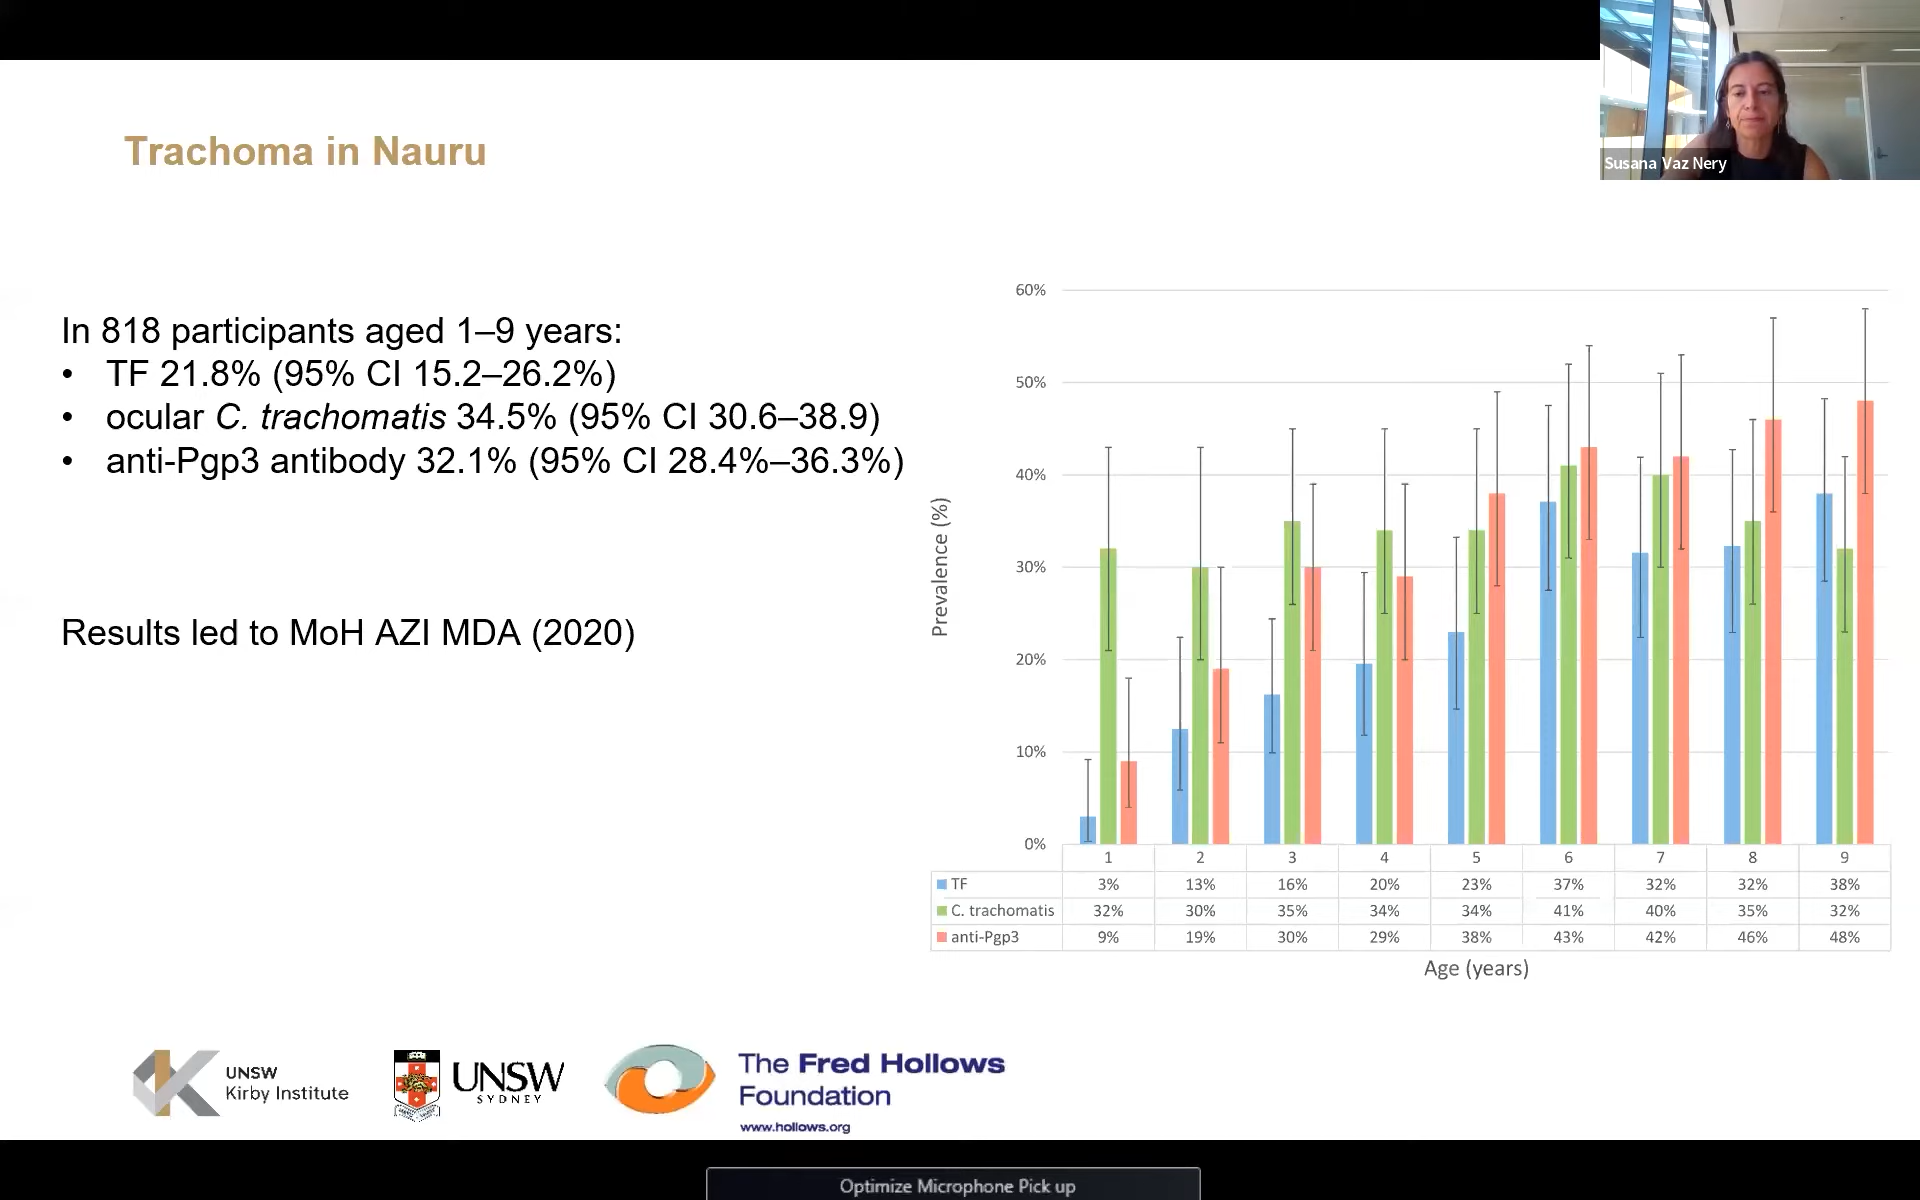 Susana Vaz Nery
Trachoma in Nauru
In 818 participants aged 1–9 years:
• TF 21.8% (95% CI 15.2–26.2%)
• ocular C. trachomatis 34.5% (95% CI 30.6–38.9)
• anti-Pgp3 antibody 32.1% (95% CI 28.4%–36.3%)
Results led to MoH AZI MDA (2020)
Prevalence (%)
60%
50%
40%
30%
20%
10%
0%
1 2 3 4 5 6 7 8 9
TF 3% 13% 16% 20% 23% 37% 32% 32% 38%
C. trachomatis 32% 30% 35% 34% 34% 41% 40% 35% 32%
anti-Pgp3 9% 19% 30% 29% 38% 43% 42% 46% 48%
Age (years)
UNSW
Kirby Institute
UNSW
SYDNEY
The Fred Hollows
Foundation
www.hollows.org
Optimize Microphone Pick up